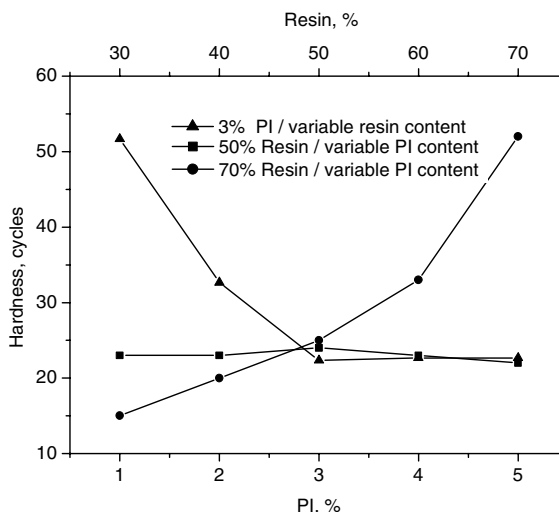 Resin, %
30 40 50 60 70
60
50
40
30
20
10
Hardness, cycles
3% PI / variable resin content
50% Resin / variable PI content
70% Resin / variable PI content
1 2 3 4 5
PI, %